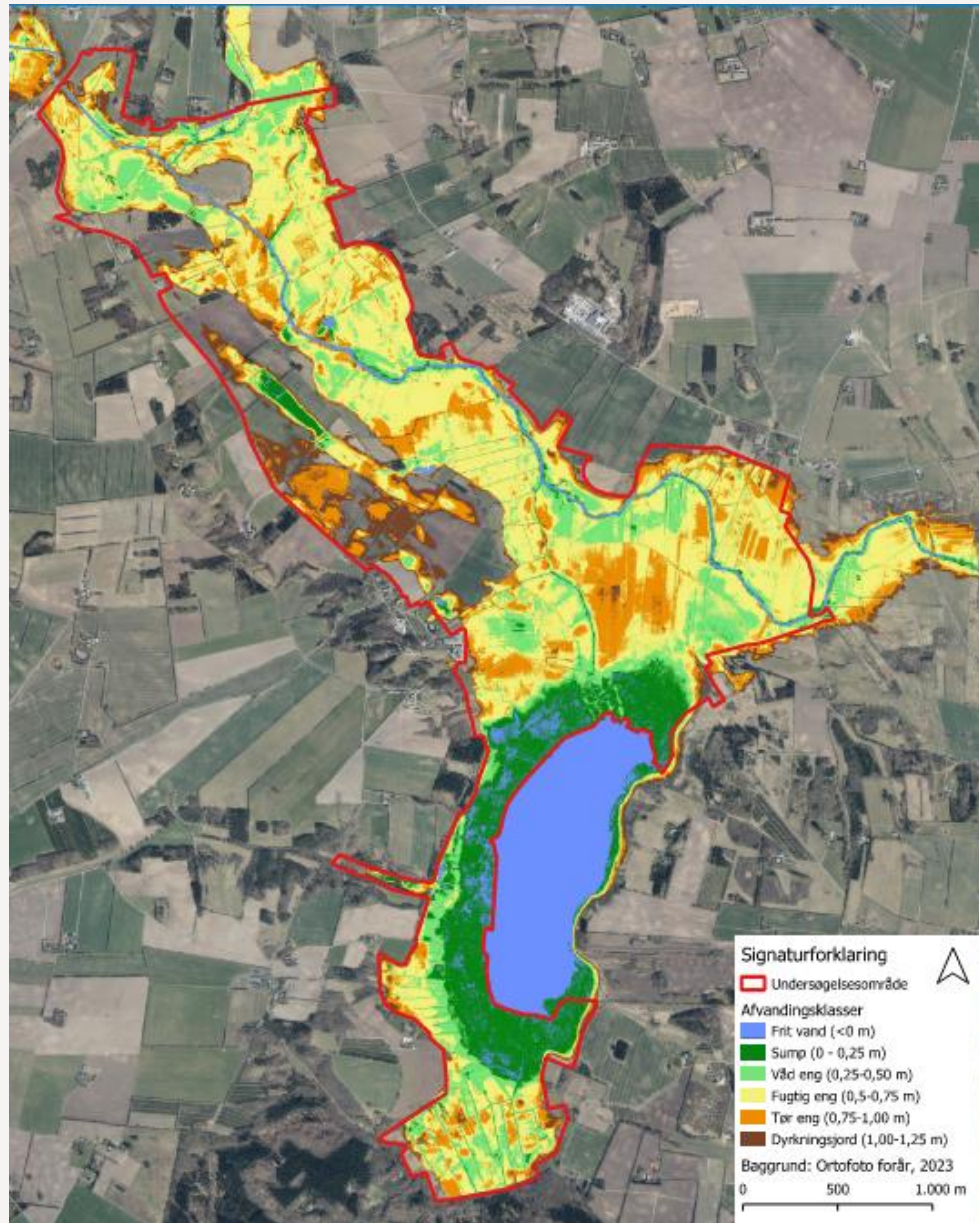 Signaturforklaring
Undersøgelsesområde
Afvandingsklasser
Frit vand (<0 m)
Sump (0 - 0,25 m)
Våd eng (0,25-0,50 m)
Fugtig eng (0,5-0,75 m)
Tør eng (0,75-1,00 m)
Dyrkningsjord (1,00-1,25 m)
Baggrund: Ortofoto forår, 2023
0 500 1.000 m